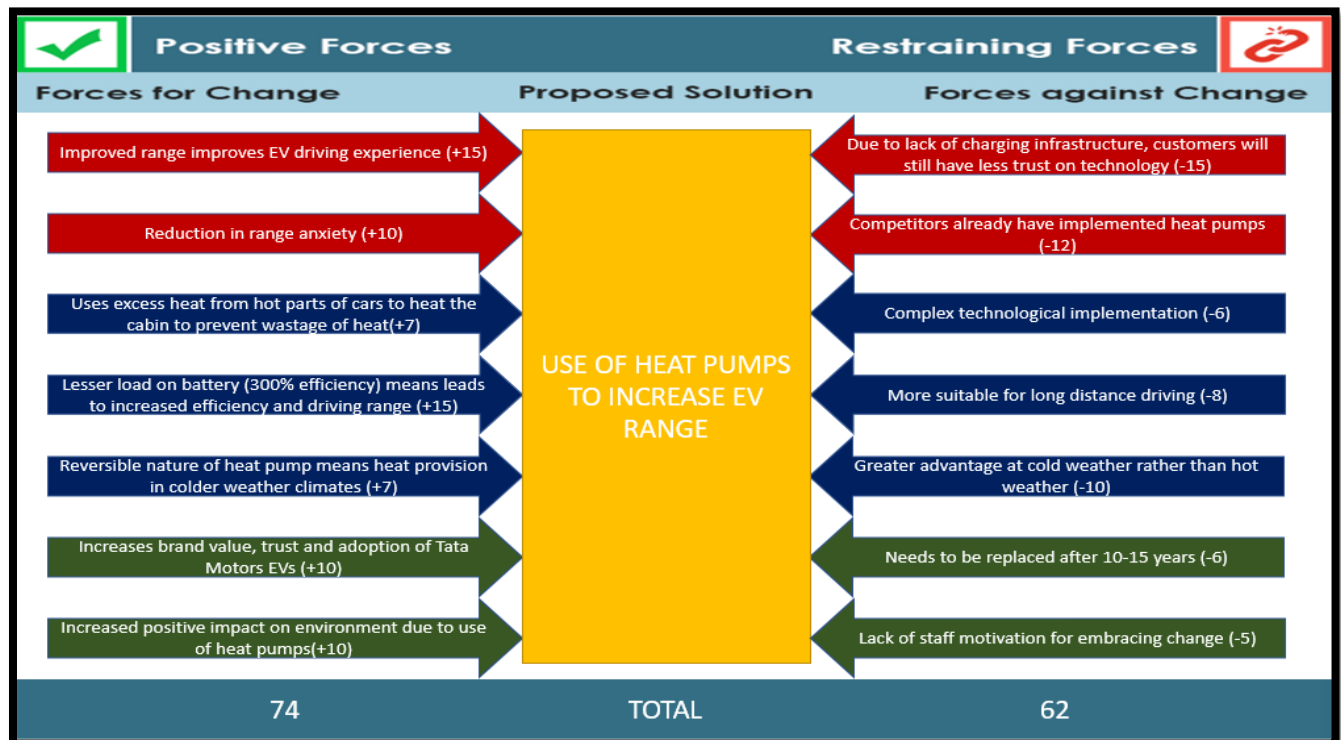 Positive Forces
Restraining Forces
Forces for Change
Proposed Solution
Forces against Change
Improved range improves EV driving experience (+15)
Reduction in range anxiety (+10)
Uses excess heat from hot parts of cars to heat the
cabin to prevent wastage of heat(+7)
Lesser load on battery (300% efficiency) means leads
to increased efficiency and driving range (+15)
Reversible nature of heat pump means heat provision
in colder weather climates (+7)
Increases brand value, trust and adoption of Tata
Motors EVs (+10)
Increased positive impact on environment due to use
of heat pumps(+10)
USE OF HEAT PUMPS
TO INCREASE EV
RANGE
Due to lack of charging infrastructure, customers will
still have less trust on technology (-15)
Competitors already have implemented heat pumps
(-12)
Complex technological implementation (-6)
More suitable for long distance driving (-8)
Greater advantage at cold weather rather than hot
weather (-10)
Needs to be replaced after 10-15 years (-6)
Lack of staff motivation for embracing change (-5)
74
TOTAL
62